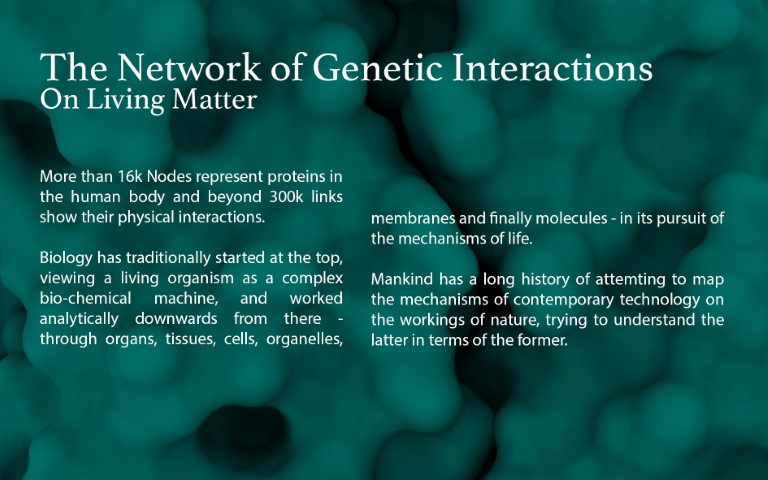 The Network of Genetic Interactions
On Living Matter
More than 16k Nodes represent proteins in
the human body and beyond 300k links
show their physical interactions.
Biology has traditionally started at the top,
viewing a living organism as a complex
bio-chemical machine, and worked
analytically downwards from there -
through organs, tissues, cells, organelles,
membranes and finally molecules - in its pursuit of
the mechanisms of life.
Mankind has a long history of attemting to map
the mechanisms of contemporary technology on
the workings of nature, trying to understand the
latter in terms of the former.